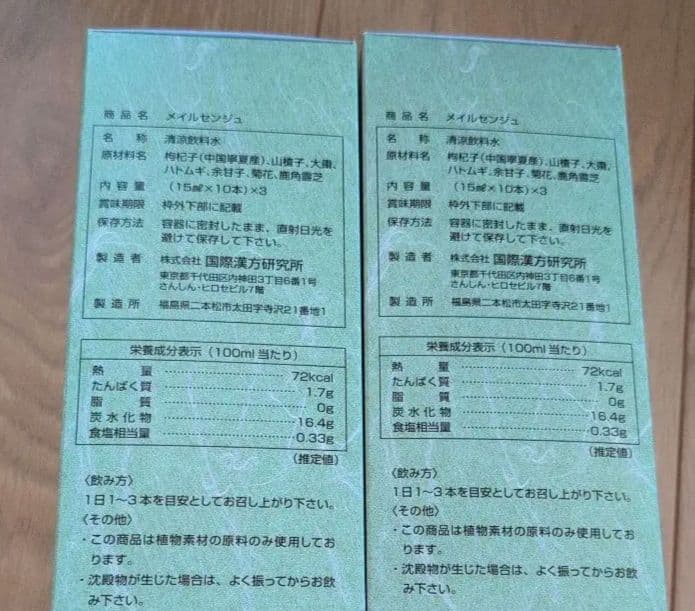 商品名 メイルセンジュ
名称 清涼飲料水
原材料名 枸杞子(中国寧夏産)、山樝子、大棗、
ハトムギ、余甘子、菊花、鹿角霊芝
内容量 (15㎖×10本)×3
賞味期限 枠外下部に記載
保存方法 容器に密封したまま、直射日光を
避けて保存して下さい。
製造者 株式会社 国際漢方研究所
東京都千代田区内神田3丁目6番1号
さんしん・ヒロセビル7階
製造所 福島県二本松市太田字寺沢21番地1
栄養成分表示(100ml当たり)
熱量 72kcal
たんぱく質 1.7g
脂質 0g
炭水化物 16.4g
食塩相当量 0.33g
(推定値)
〈飲み方〉
1日1〜3本を目安としてお召し上がり下さい。
〈その他〉
・この商品は植物素材の原料のみ使用してお
ります。
・沈殿物が生じた場合は、よく振ってからお飲
み下さい。
商品名 メイルセンジュ
名称 清涼飲料水
原材料名 枸杞子(中国寧夏産)、山樝子、大棗、
ハトムギ、余甘子、菊花、鹿角霊芝
内容量 (15㎖×10本)×3
賞味期限 枠外下部に記載
保存方法 容器に密封したまま、直射日光を
避けて保存して下さい。
製造者 株式会社 国際漢方研究所
東京都千代田区内神田3丁目6番1号
さんしん・ヒロセビル7階
製造所 福島県二本松市太田字寺沢21番地1
栄養成分表示(100ml当たり)
熱量 72kcal
たんぱく質 1.7g
脂質 0g
炭水化物 16.4g
食塩相当量 0.33g
(推定値)
〈飲み方〉
1日1〜3本を目安としてお召し上がり下さい。
〈その他〉
・この商品は植物素材の原料のみ使用してお
ります。
・沈殿物が生じた場合は、よく振ってからお飲
み下さい。